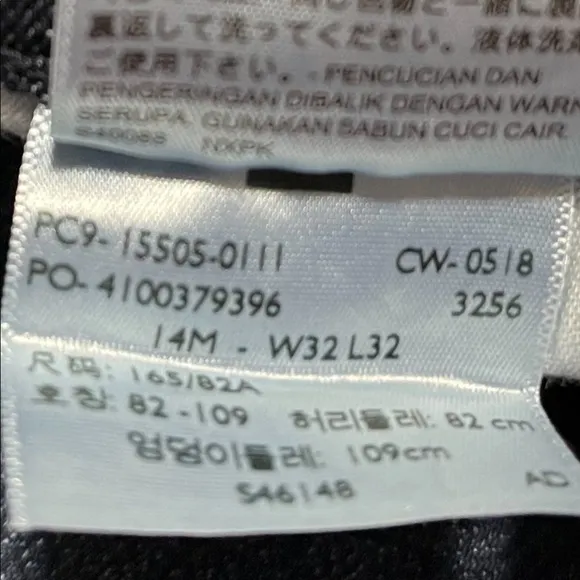 裏返して洗ってください。液体洗
ご使用下さい。-PENCUCIAN DAN
PENGERINGAN DIBALIK DENGAN WARN
SERUPA. GUNAKAN SABUN CUCI CAIR.
S40088 NXPK
PC9-15505-0111 CW-0518
PO-4100379396 3256
14M - W32 L32
尺码: 165/82A
호칭: 82-109 허리둘레: 82 cm
엉덩이둘레: 109cm
S46148 AD